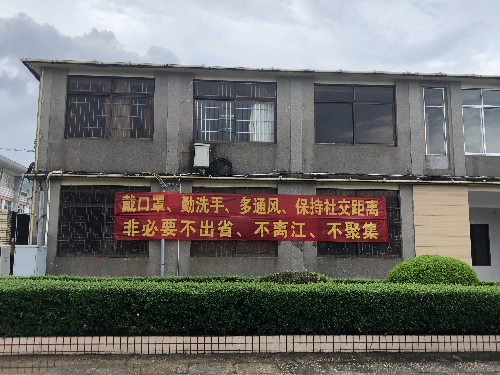 戴口罩、勤洗手、多通风、保持社交距离
非必要不出省、不离江、不聚集